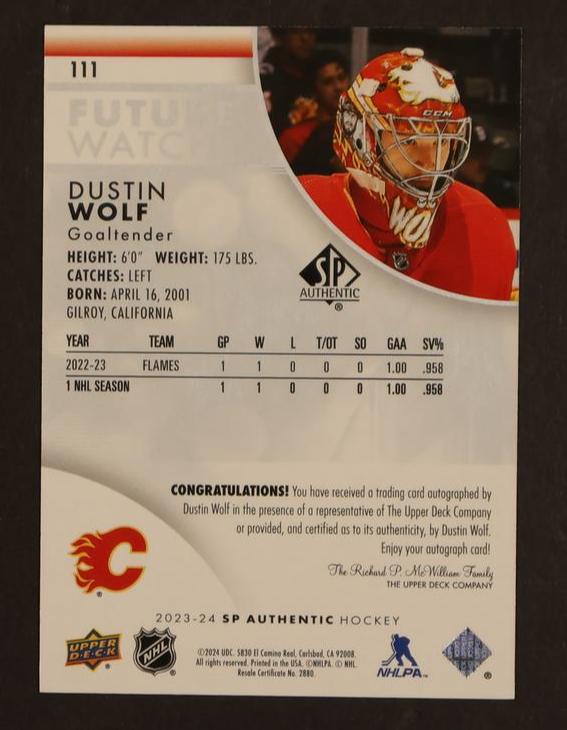 111
FUTURE
WATCH
DUSTIN
WOLF
Goaltender
HEIGHT: 6'0" WEIGHT: 175 LBS.
CATCHES: LEFT
BORN: APRIL 16, 2001
GILROY, CALIFORNIA
CCM
WOL
SP
AUTHENTIC
®
YEAR TEAM GP W L T/OT SO GAA SV%
2022-23 FLAMES 1 1 0 0 0 1.00 .958
1 NHL SEASON 1 1 0 0 0 1.00 .958
CONGRATULATIONS! You have received a trading card autographed by
Dustin Wolf in the presence of a representative of The Upper Deck Company
or provided, and certified as to its authenticity, by Dustin Wolf.
Enjoy your autograph card!
The Richard P. McWilliam Family
THE UPPER DECK COMPANY
C
®
2023-24 SP AUTHENTIC HOCKEY
UPPER
D·E·C·K
®
NHL
®
©2024 UDC. 5830 El Camino Real, Carlsbad, CA 92008.
All rights reserved. Printed in the USA. ©NHLPA. © NHL.
Resale Certificate No. 2880.
NHLPA
®